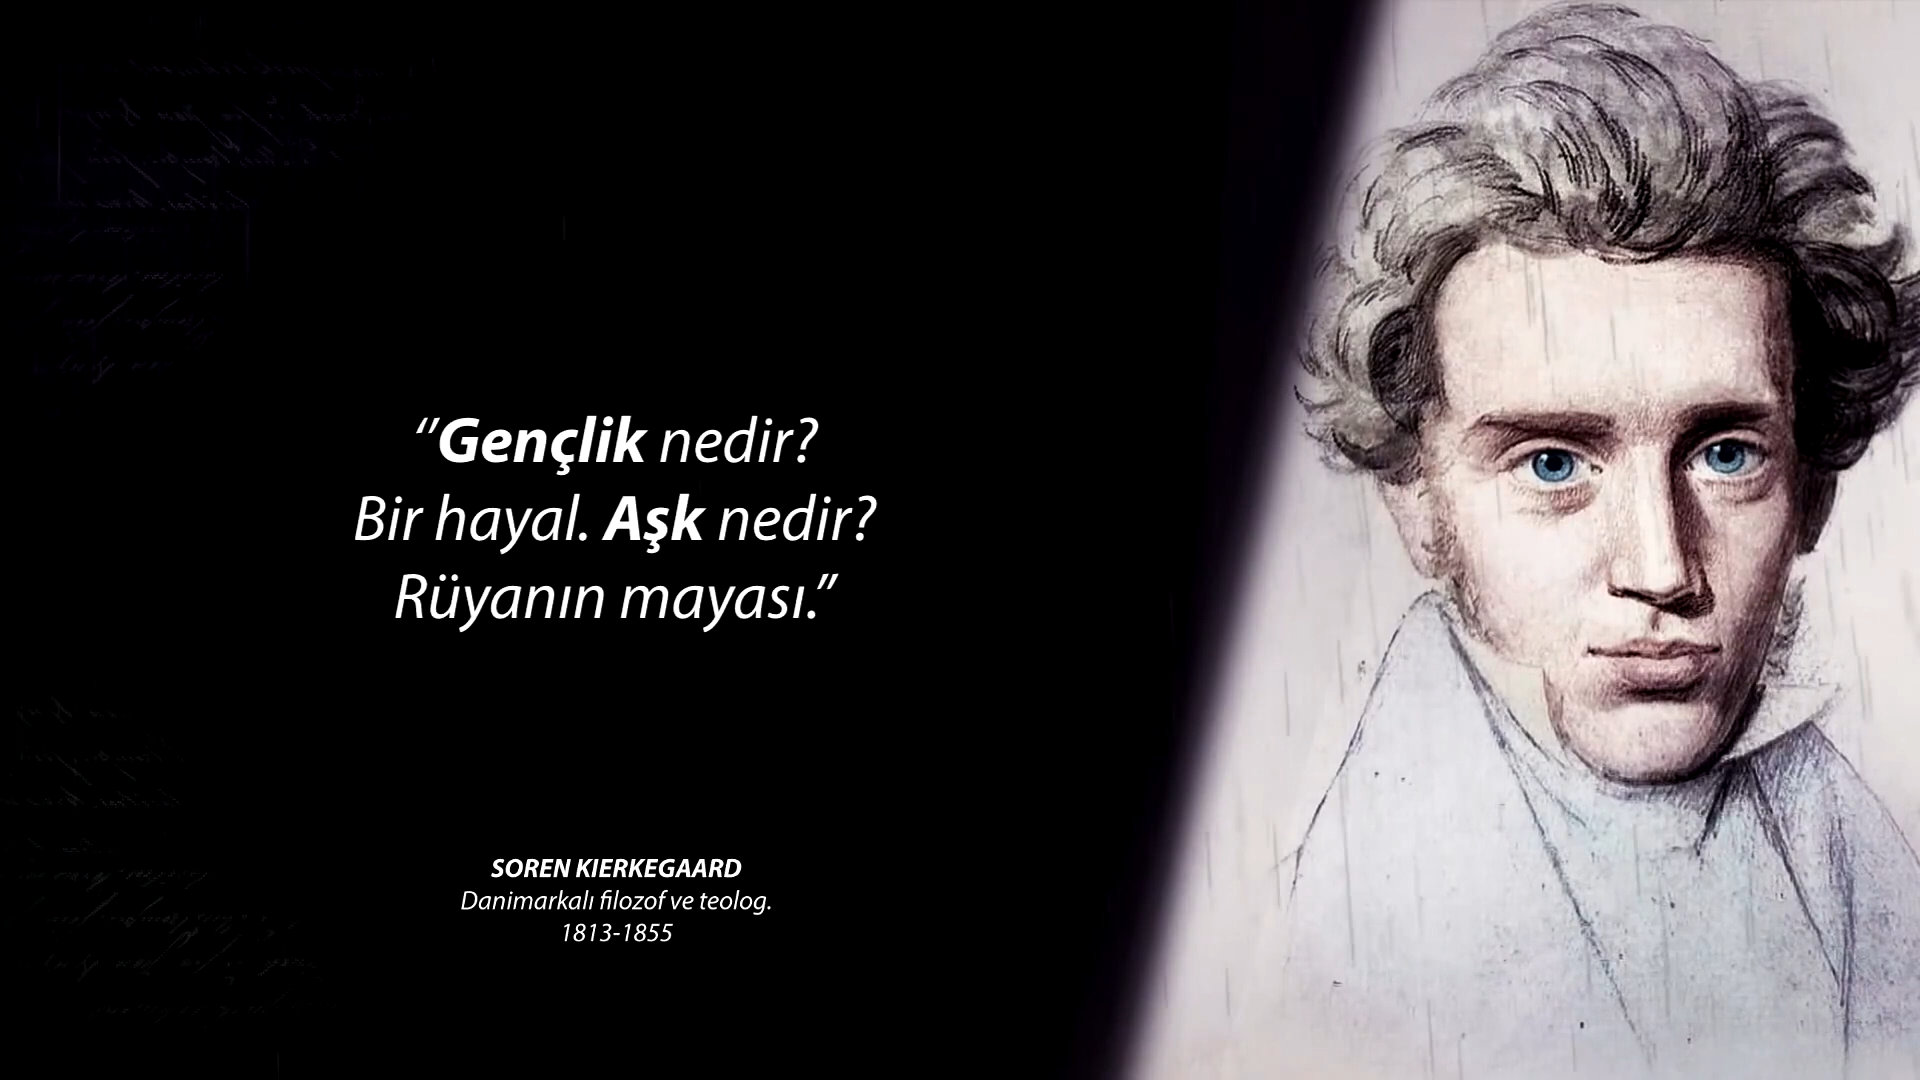 “Gençlik nedir?
Bir hayal. Aşk nedir?
Rüyanın mayası.”
SOREN KIERKEGAARD
Danimarkalı filozof ve teolog.
1813-1855